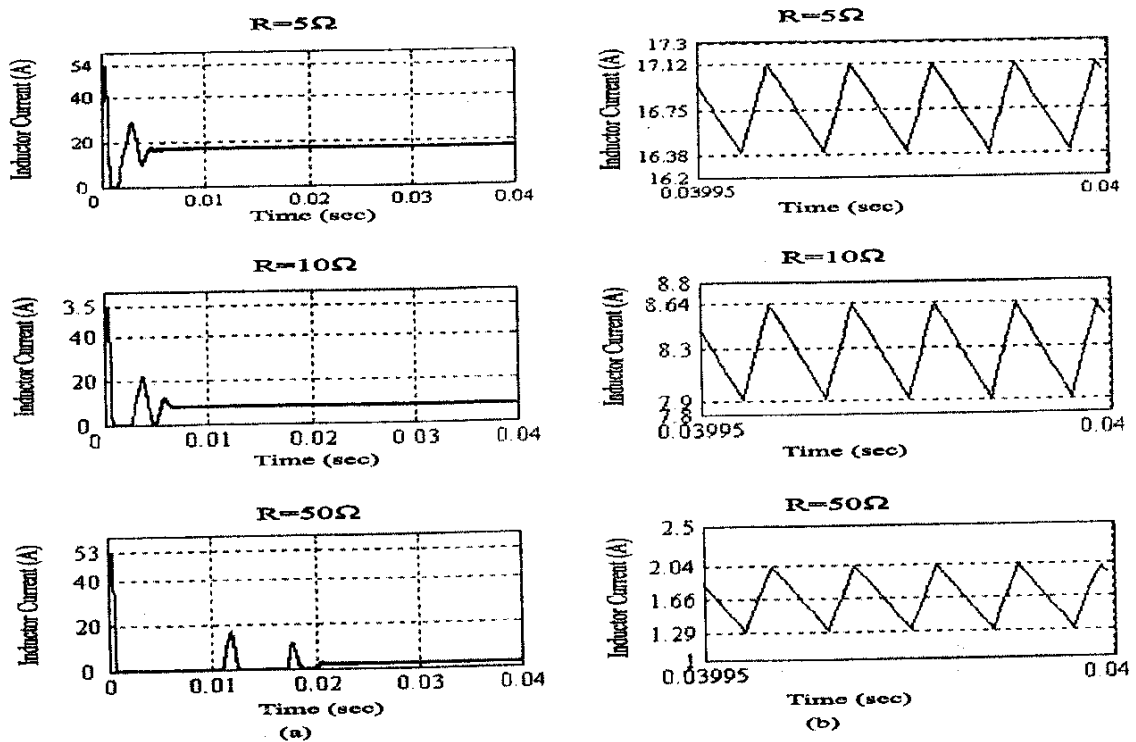 R=5Ω
Inductor Current (A)
54
40
20
0
0
0.01
0.02
0.03
0.04
Time (sec)
R=10Ω
Inductor Current (A)
3.5
40
20
0
0
0.01
0.02
0.03
0.04
Time (sec)
R=50Ω
Inductor Current (A)
53
40
20
0
0
0.01
0.02
0.03
0.04
Time (sec)
(a)
R=5Ω
Inductor Current (A)
17.3
17.12
16.75
16.38
16.2
0.03995
0.04
Time (sec)
R=10Ω
Inductor Current (A)
8.8
8.64
8.3
7.9
7.8
0.03995
0.04
Time (sec)
R=50Ω
Inductor Current (A)
2.5
2.04
1.66
1.29
1
0.03995
0.04
Time (sec)
(b)